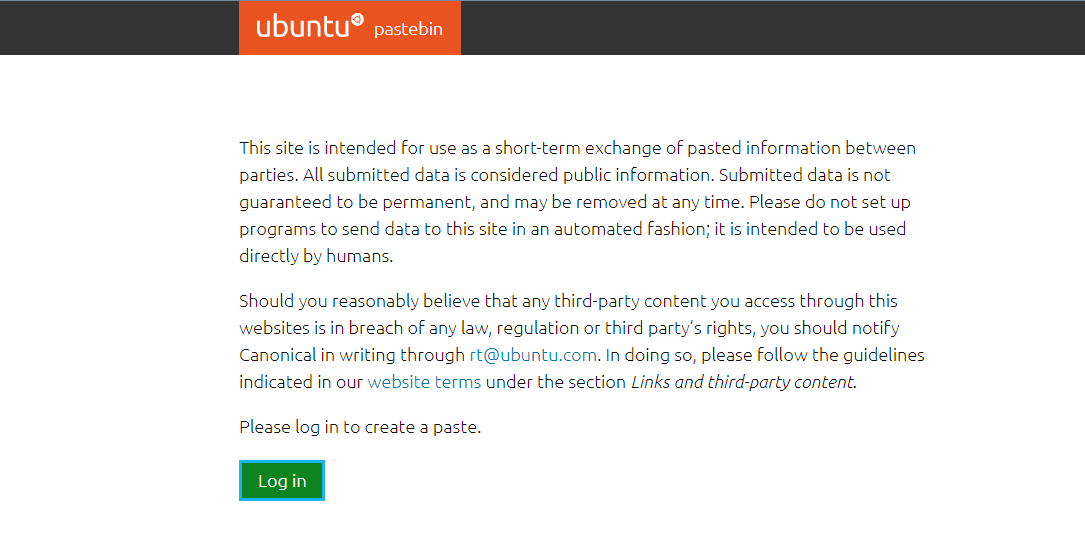 ubuntu pastebin
This site is intended for use as a short-term exchange of pasted information between
parties. All submitted data is considered public information. Submitted data is not
guaranteed to be permanent, and may be removed at any time. Please do not set up
programs to send data to this site in an automated fashion; it is intended to be used
directly by humans.
Should you reasonably believe that any third-party content you access through this
websites is in breach of any law, regulation or third party’s rights, you should notify
Canonical in writing through rt@ubuntu.com. In doing so, please follow the guidelines
indicated in our website terms under the section Links and third-party content.
Please log in to create a paste.
Log in